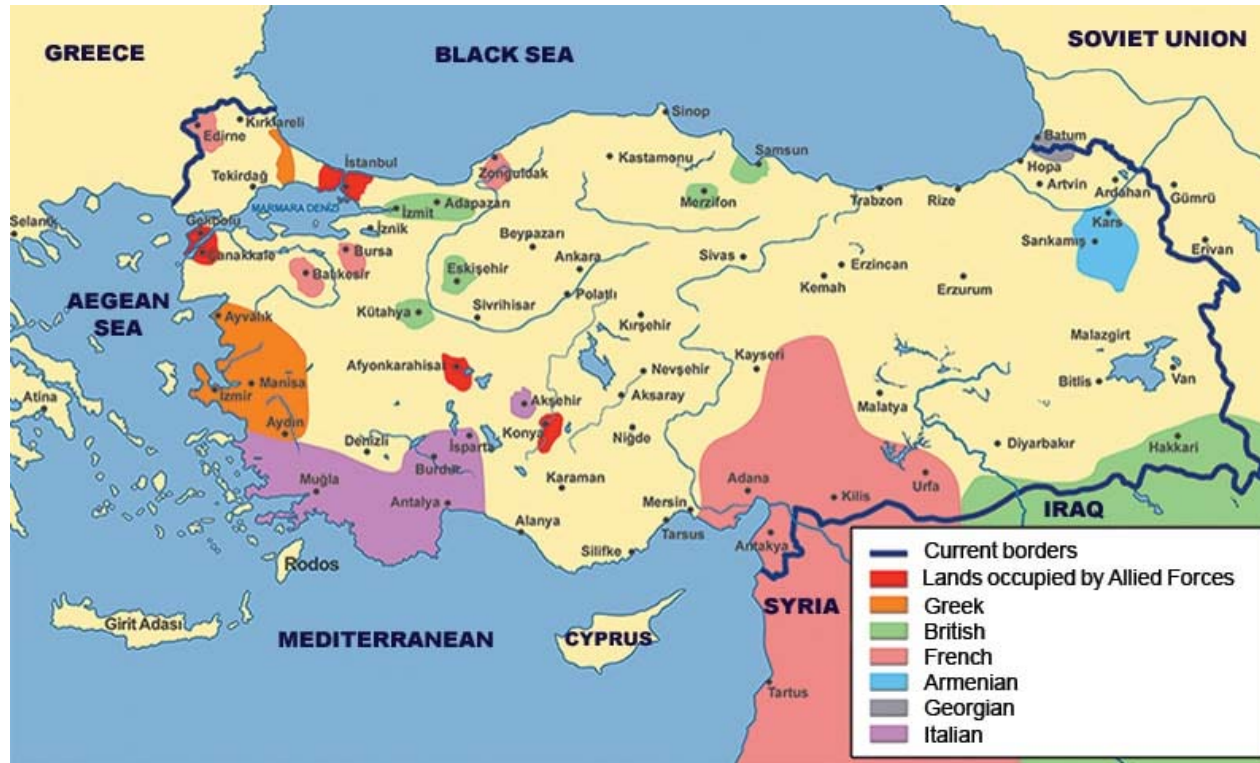 GREECE
BLACK SEA
SOVIET UNION
Sinop
Kırklareli
Edirne
Batum
İstanbul
Zonguldak
Kastamonu
Samsun
Hopa
Artvin
Ardahan
Gümrü
Tekirdağ
MARMARA DENİZİ
İzmit
Adapazarı
Merzifon
Trabzon
Rize
Kars
Selanik
Gelibolu
İznik
Sarıkamış
Erivan
Çanakkale
Bursa
Beypazarı
Ankara
Sivas
Erzincan
Balıkesir
Eskişehir
Kemah
Erzurum
AEGEAN
SEA
Ayvalık
Kütahya
Sivrihisar
Polatlı
Kırşehir
Malazgirt
Afyonkarahisar
Kayseri
Nevşehir
Bitlis
Van
Atina
İzmir
Manisa
Akşehir
Aksaray
Malatya
Aydın
Denizli
Isparta
Konya
Niğde
Diyarbakır
Hakkari
Burdur
Muğla
Antalya
Karaman
Mersin
Adana
Kilis
Urfa
IRAQ
Alanya
Silifke
Tarsus
Antakya
Rodos
Girit Adası
MEDITERRANEAN
CYPRUS
SYRIA
Tartus
Current borders
Lands occupied by Allied Forces
Greek
British
French
Armenian
Georgian
Italian